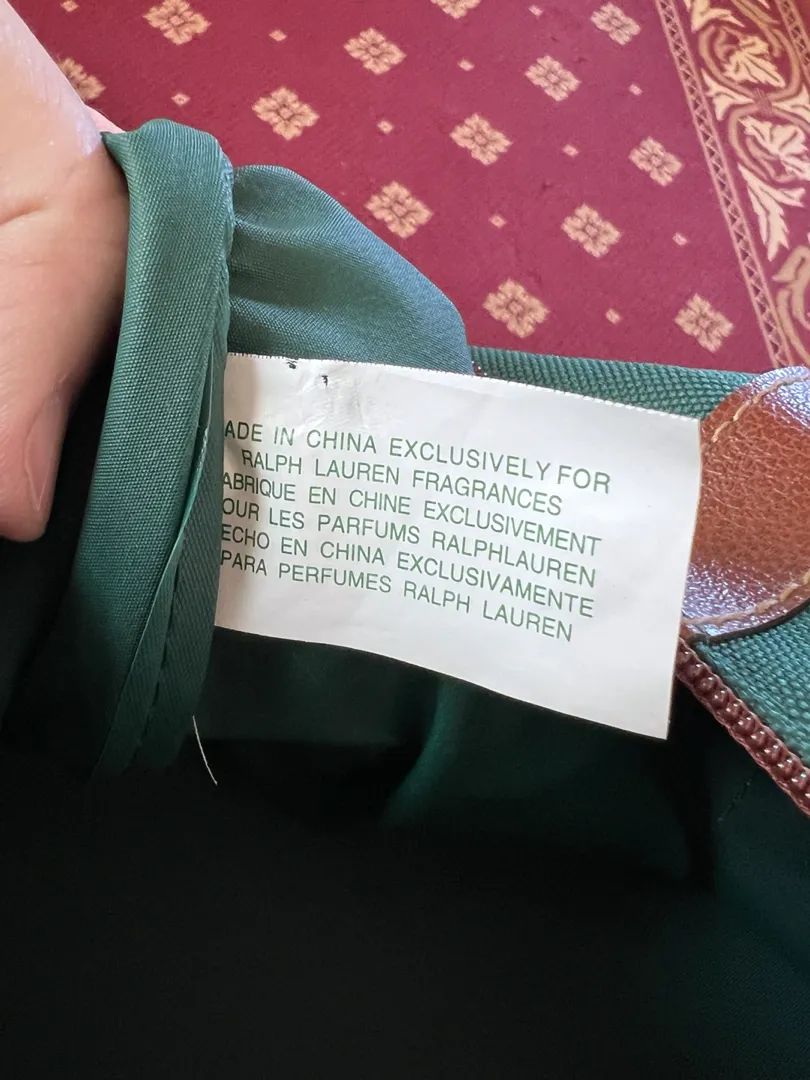 ADE IN CHINA EXCLUSIVELY FOR
RALPH LAUREN FRAGRANCES
ABRIQUE EN CHINE EXCLUSIVEMENT
OUR LES PARFUMS RALPHLAUREN
ECHO EN CHINA EXCLUSIVAMENTE
PARA PERFUMES RALPH LAUREN